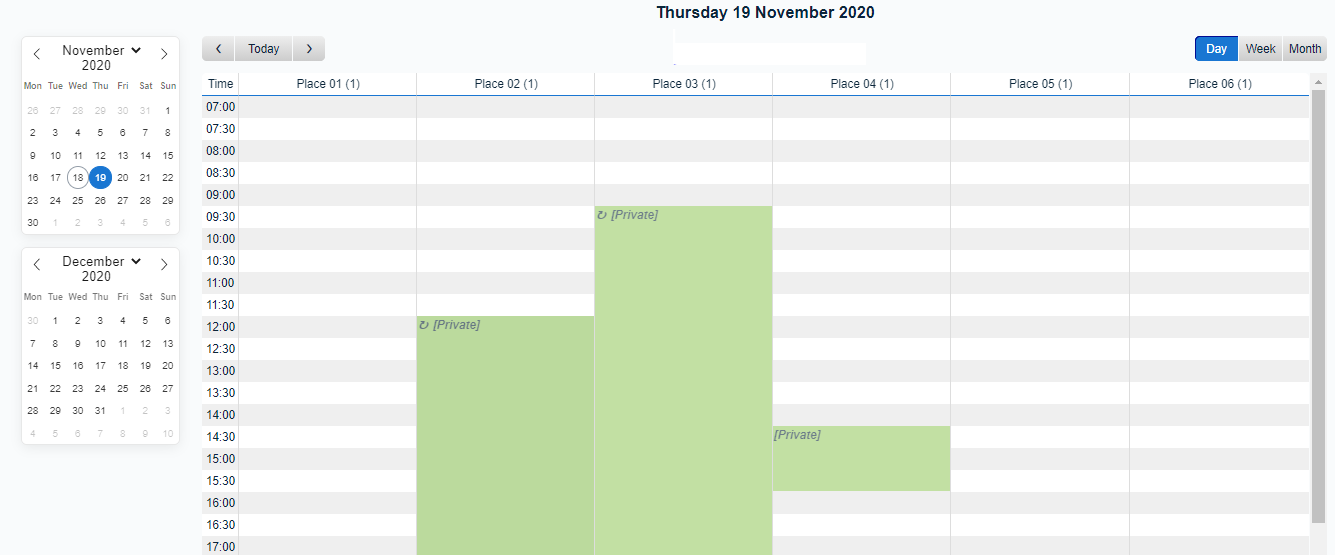 Thursday 19 November 2020
November
2020
Mon Tue Wed Thu Fri Sat Sun
26 27 28 29 30 31 1
2 3 4 5 6 7 8
9 10 11 12 13 14 15
16 17 18 19 20 21 22
23 24 25 26 27 28 29
30 1 2 3 4 5 6
December
2020
Mon Tue Wed Thu Fri Sat Sun
30 1 2 3 4 5 6
7 8 9 10 11 12 13
14 15 16 17 18 19 20
21 22 23 24 25 26 27
28 29 30 31 1 2 3
4 5 6 7 8 9 10
Today
Day Week Month
Time Place 01 (1) Place 02 (1) Place 03 (1) Place 04 (1) Place 05 (1) Place 06 (1)
07:00
07:30
08:00
08:30
09:00
09:30 ↻ [Private]
10:00
10:30
11:00
11:30
12:00 ↻ [Private]
12:30
13:00
13:30
14:00
14:30 [Private]
15:00
15:30
16:00
16:30
17:00